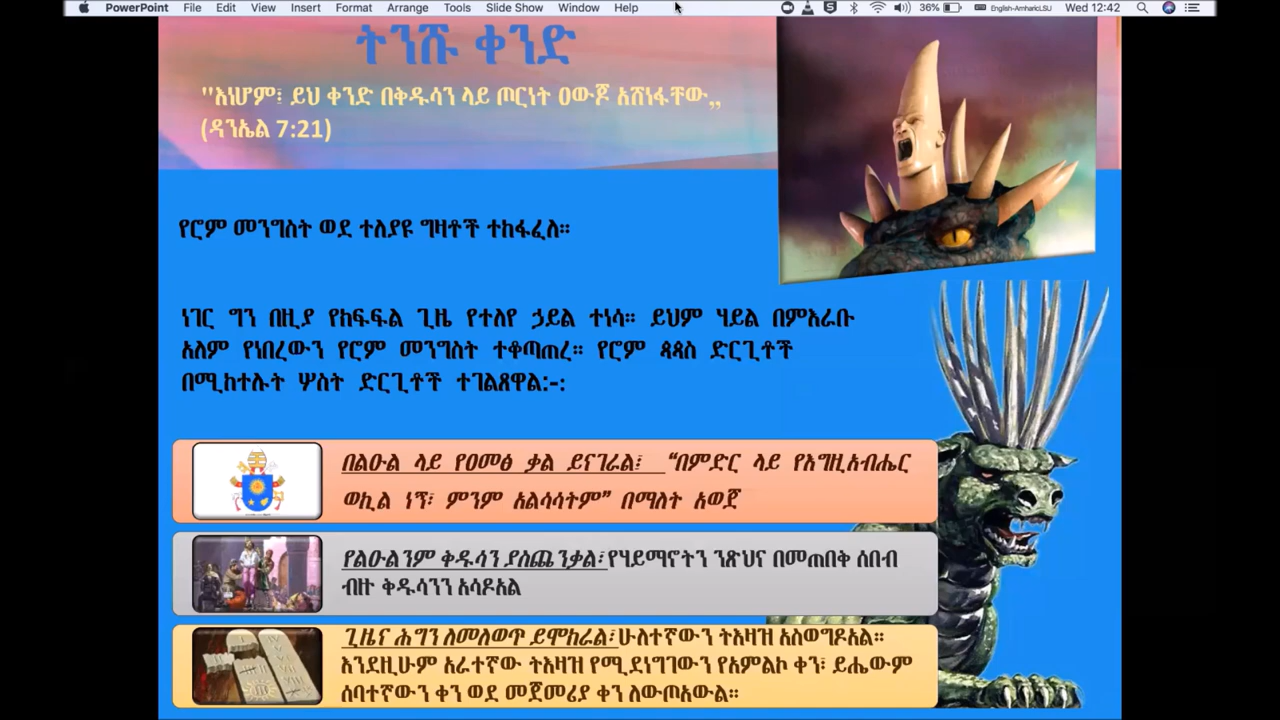 PowerPoint File Edit View Insert Format Arrange Tools Slide Show Window Help 36% English-AmharicLSU Wed 12:42
ትንሹ ቀንድ
"እነሆም፤ ይህ ቀንድ በቅዱሳን ላይ ጦርነት ዐውጆ አሸነፋቸው„
(ዳንኤል 7:21)
የሮም መንግስት ወደ ተለያዩ ግዛቶች ተከፋፈለ።
ነገር ግን በዚያ የከፍፍል ጊዜ የተለየ ኃይል ተነሳ። ይህም ሃይል በምእራቡ
አለም የነበረውን የሮም መንግስት ተቆጣጠረ። የሮም ጳጳስ ድርጊቶች
በሚከተሉት ሦስት ድርጊቶች ተገልጸዋል:-:
በልዑል ላይ የዐመፅ ቃል ይናገራል፤ “በምድር ላይ የእግዚአብሔር
ወኪል ነኝ፣ ምንም አልሳሳትም” በማለት አወጀ
የልዑልንም ቅዱሳን ያስጨንቃል፣የሃይማኖትን ንጽህና በመጠበቅ ሰበብ
ብዙ ቅዱሳንን አሳዶአል
ጊዜና ሕግን ለመለወጥ ይሞክራል፣ሁለተኛውን ትእዛዝ አስወግዶአል።
እንደዚሁም አራተኛው ትእዛዝ የሚደነግገውን የአምልኮ ቀን፣ ይሔውም
ሰባተኛውን ቀን ወደ መጀመሪያ ቀን ለውጦአውል።